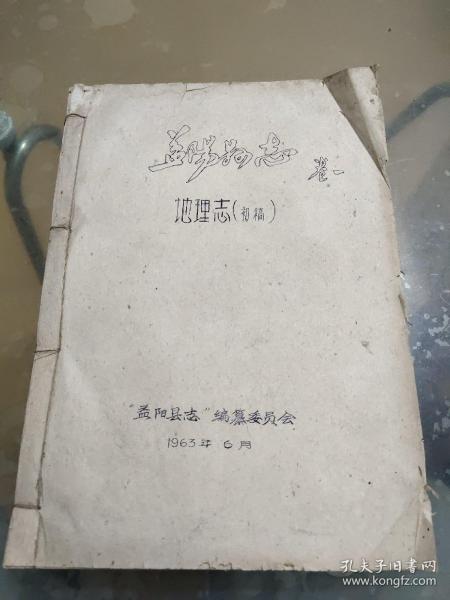 益阳县志 卷一
地理志(初稿)
"益阳县志"编纂委员会
1963年6月
孔夫子旧书网
www.kongfz.com